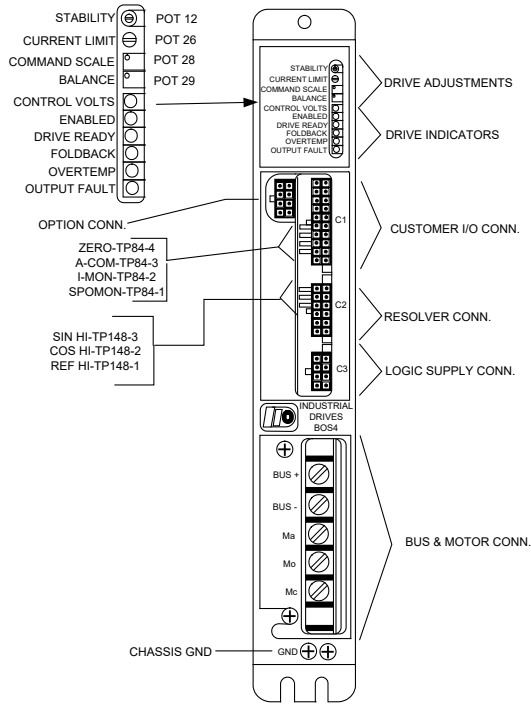 STABILITY POT 12
CURRENT LIMIT POT 26
COMMAND SCALE POT 28
BALANCE POT 29
CONTROL VOLTS
ENABLED
DRIVE READY
FOLDBACK
OVERTEMP
OUTPUT FAULT
STABILITY
CURRENT LIMIT
COMMAND SCALE
BALANCE
CONTROL VOLTS
ENABLED
DRIVE READY
FOLDBACK
OVERTEMP
OUTPUT FAULT
DRIVE ADJUSTMENTS
DRIVE INDICATORS
OPTION CONN.
ZERO-TP84-4
A-COM-TP84-3
I-MON-TP84-2
SPOMON-TP84-1
SIN HI-TP148-3
COS HI-TP148-2
REF HI-TP148-1
C1
CUSTOMER I/O CONN.
C2
RESOLVER CONN.
C3
LOGIC SUPPLY CONN.
INDUSTRIAL
DRIVES
BOS4
BUS +
BUS -
Ma
Mo
Mc
BUS & MOTOR CONN.
CHASSIS GND
GND